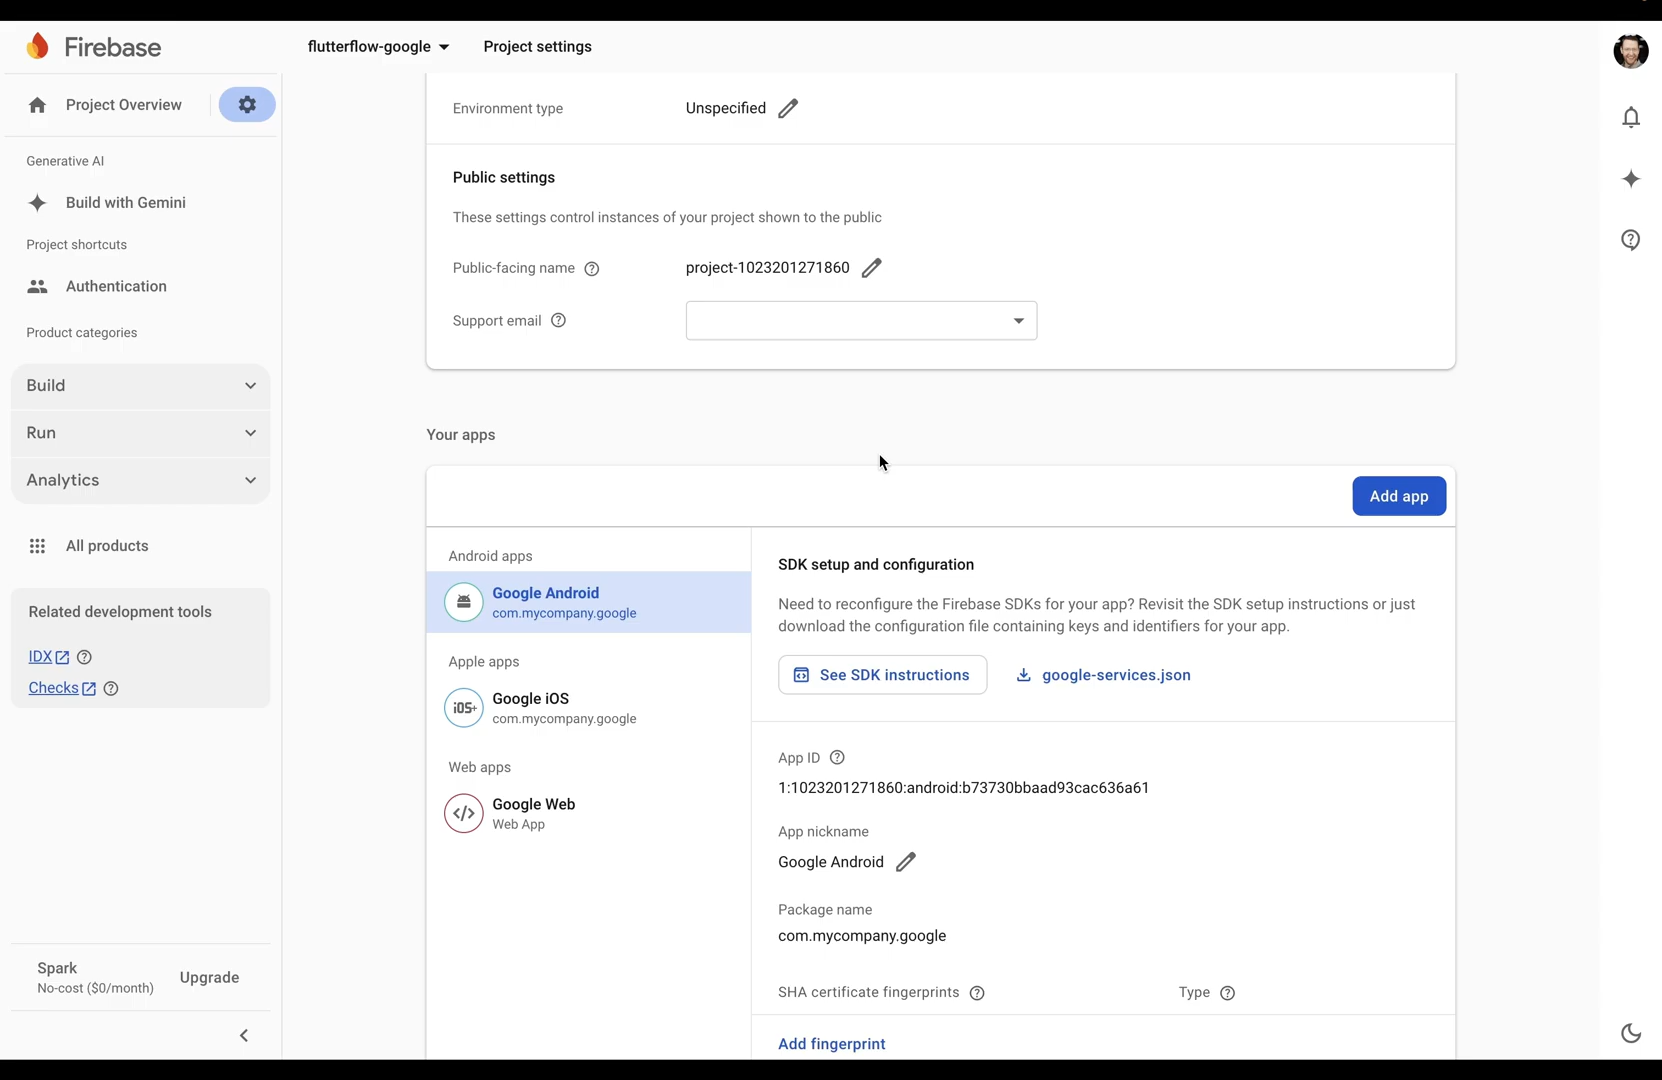 Firebase
flutterflow-google
Project settings
Project Overview
Generative AI
Build with Gemini
Project shortcuts
Authentication
Product categories
Build
Run
Analytics
All products
Related development tools
IDX
Checks
Spark
No-cost ($0/month)
Upgrade
Environment type
Unspecified
Public settings
These settings control instances of your project shown to the public
Public-facing name
project-1023201271860
Support email
Your apps
Add app
Android apps
Google Android
com.mycompany.google
Apple apps
iOS+
Google iOS
com.mycompany.google
Web apps
Google Web
Web App
SDK setup and configuration
Need to reconfigure the Firebase SDKs for your app? Revisit the SDK setup instructions or just
download the configuration file containing keys and identifiers for your app.
See SDK instructions
google-services.json
App ID
1:1023201271860:android:b73730bbaad93cac636a61
App nickname
Google Android
Package name
com.mycompany.google
SHA certificate fingerprints
Type
Add fingerprint